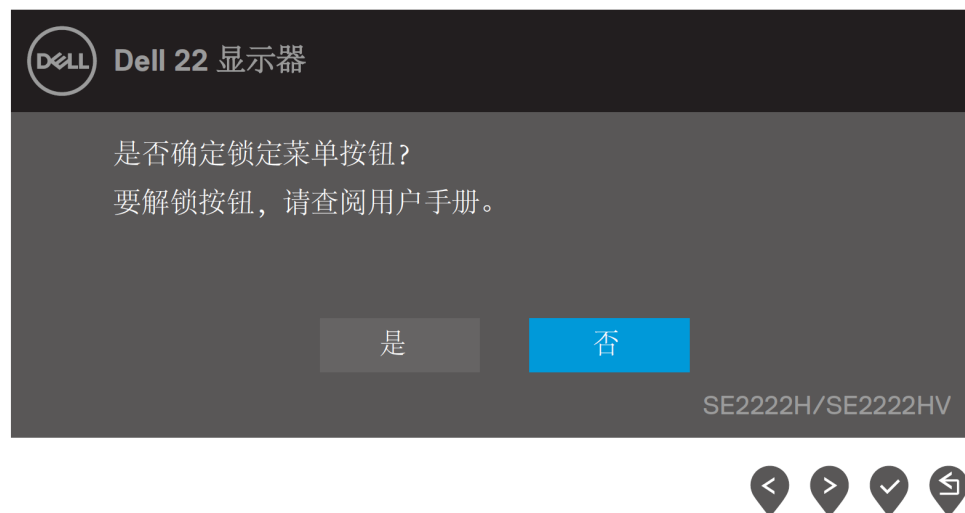 DELL
Dell 22 显示器
是否确定锁定菜单按钮?
要解锁按钮，请查阅用户手册。
是 否
SE2222H/SE2222HV